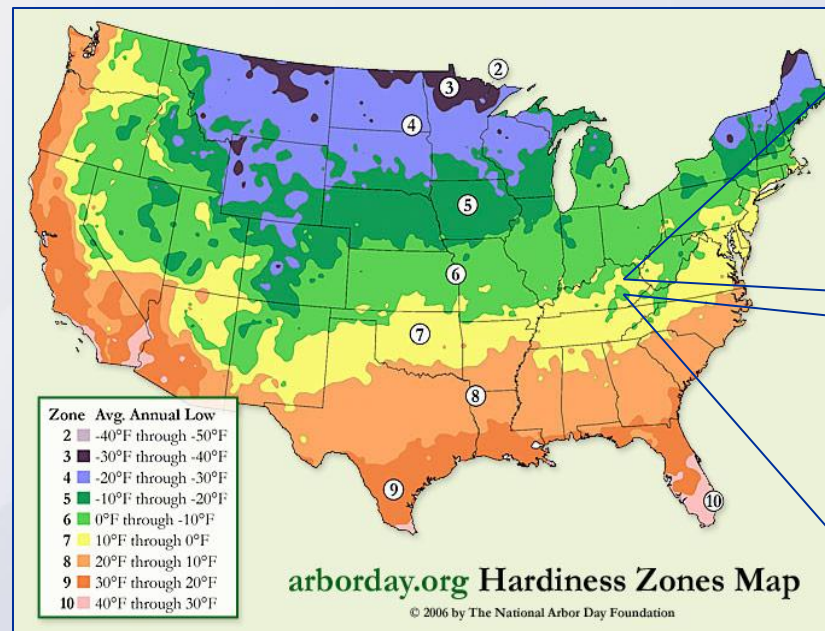 2
3
4
5
6
7
8
9
10
Zone Avg. Annual Low
2 -40°F through -50°F
3 -30°F through -40°F
4 -20°F through -30°F
5 -10°F through -20°F
6 0°F through -10°F
7 10°F through 0°F
8 20°F through 10°F
9 30°F through 20°F
10 40°F through 30°F
arborday.org Hardiness Zones Map
© 2006 by The National Arbor Day Foundation